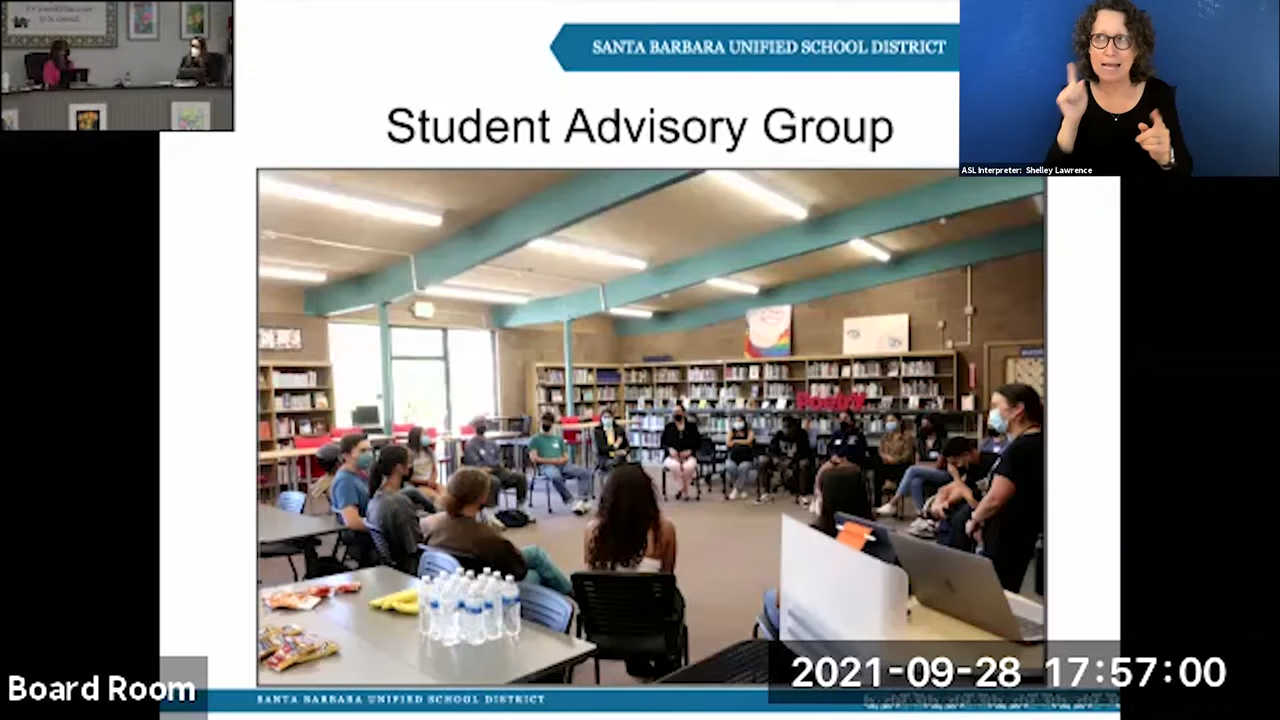 SANTA BARBARA UNIFIED SCHOOL DISTRICT
Student Advisory Group
ASL Interpreter: Shelley Lawrence
Poetry
Board Room
2021-09-28 17:57:00
SANTA BARBARA UNIFIED SCHOOL DISTRICT